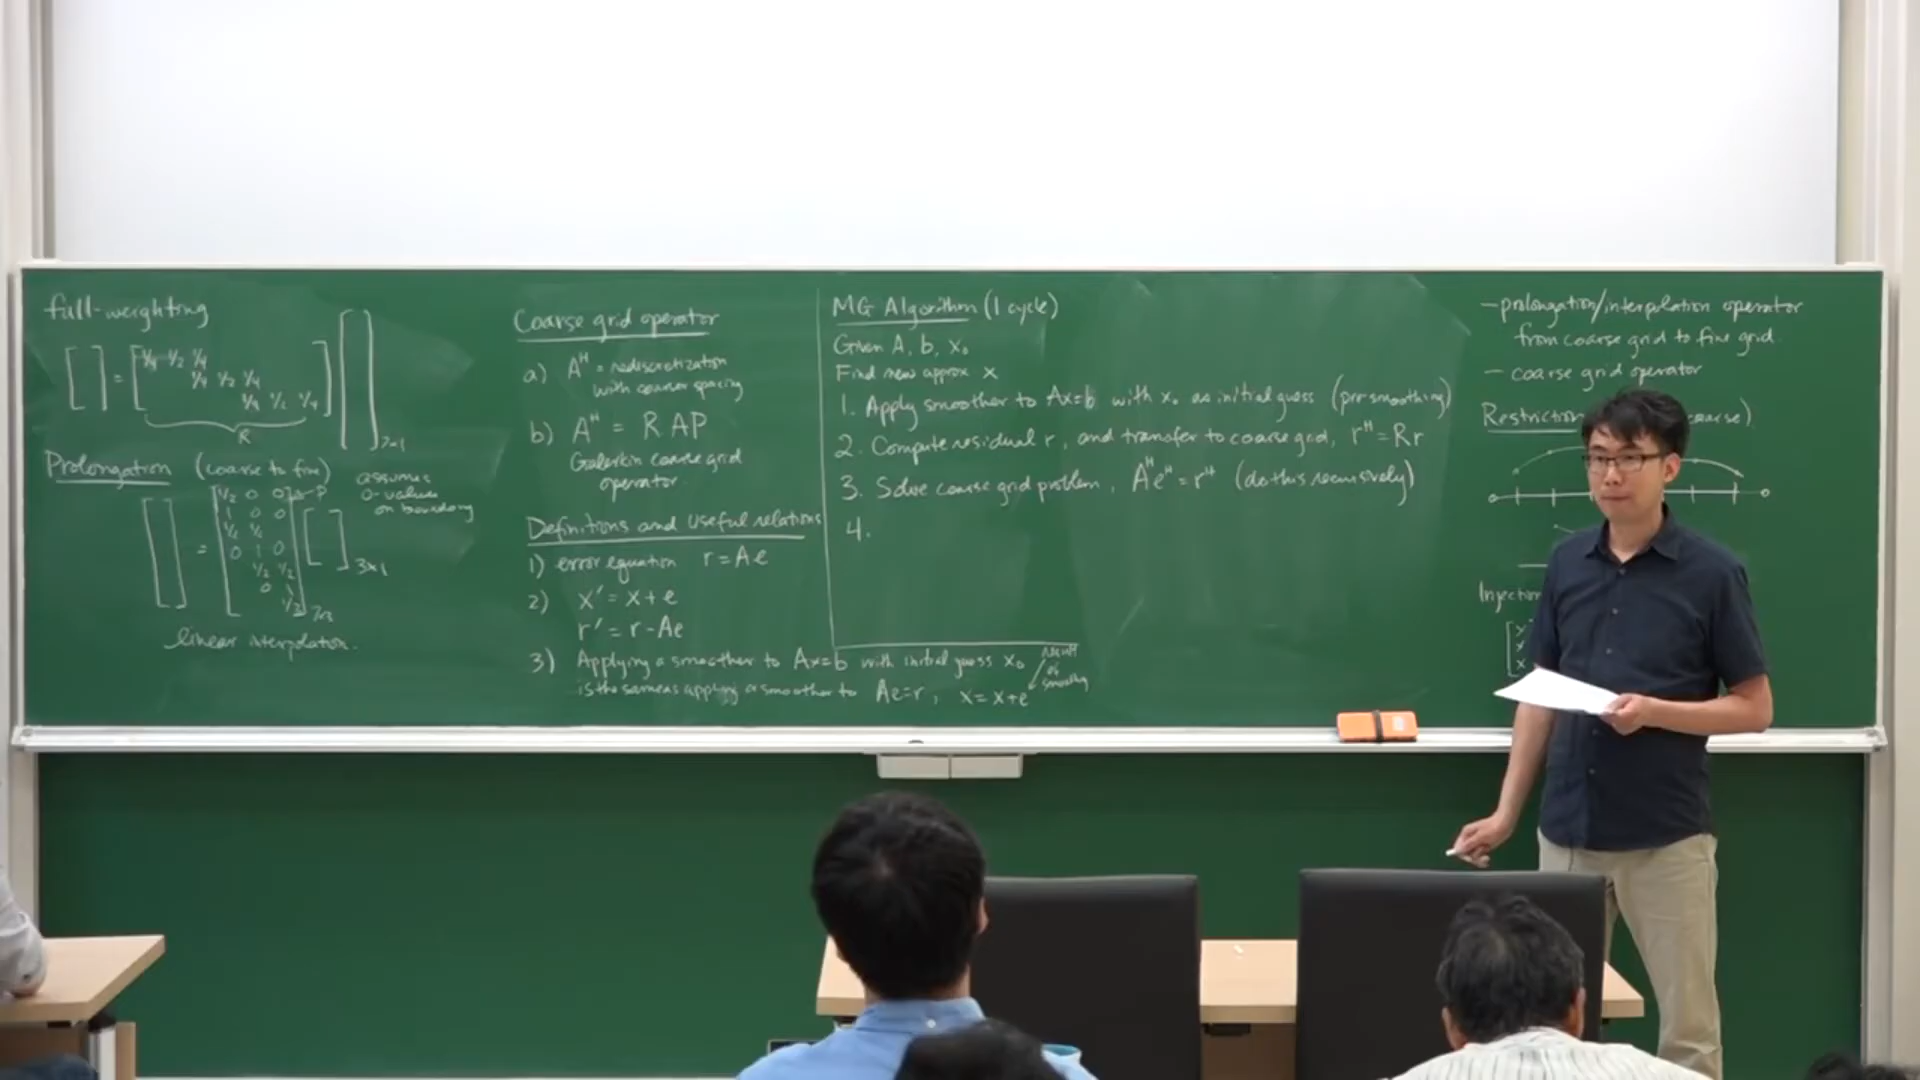 full-weighting
[ ] = [ 1/4 1/2 1/4
1/4 1/2 1/4
1/4 1/2 1/4 ] [ ]
R
7x1
Prolongation (coarse to fine)
assumes
0-values
on boundary
[ ] = [ 1/2 0 0 ← P
1 0 0
1/2 1/2
0 1 0
1/2 1/2
0 1
1/2 ] [ ]
3x1
linear interpolation.
Coarse grid operator
a) A^H = rediscretization
with coarser spacing
b) A^H = RAP
Galerkin coarse grid
operator.
Definitions and useful relations
1) error equation r = Ae
2) x' = x+e
r' = r-Ae
3) Applying a smoother to Ax=b with initial guess x₀
is the same as applying a smoother to Ae=r, x = x+e
result
of
smoothing
MG Algorithm (1 cycle)
Given A, b, x₀
Find new approx x
1. Apply smoother to Ax=b with x₀ as initial guess (pre smoothing)
2. Compute residual r, and transfer to coarse grid, r^H = Rr
3. Solve coarse grid problem, A^H e^H = r^H (do this recursively)
4.
- prolongation/interpolation operator
from coarse grid to fine grid.
- coarse grid operator
Restriction coarse)
Injection